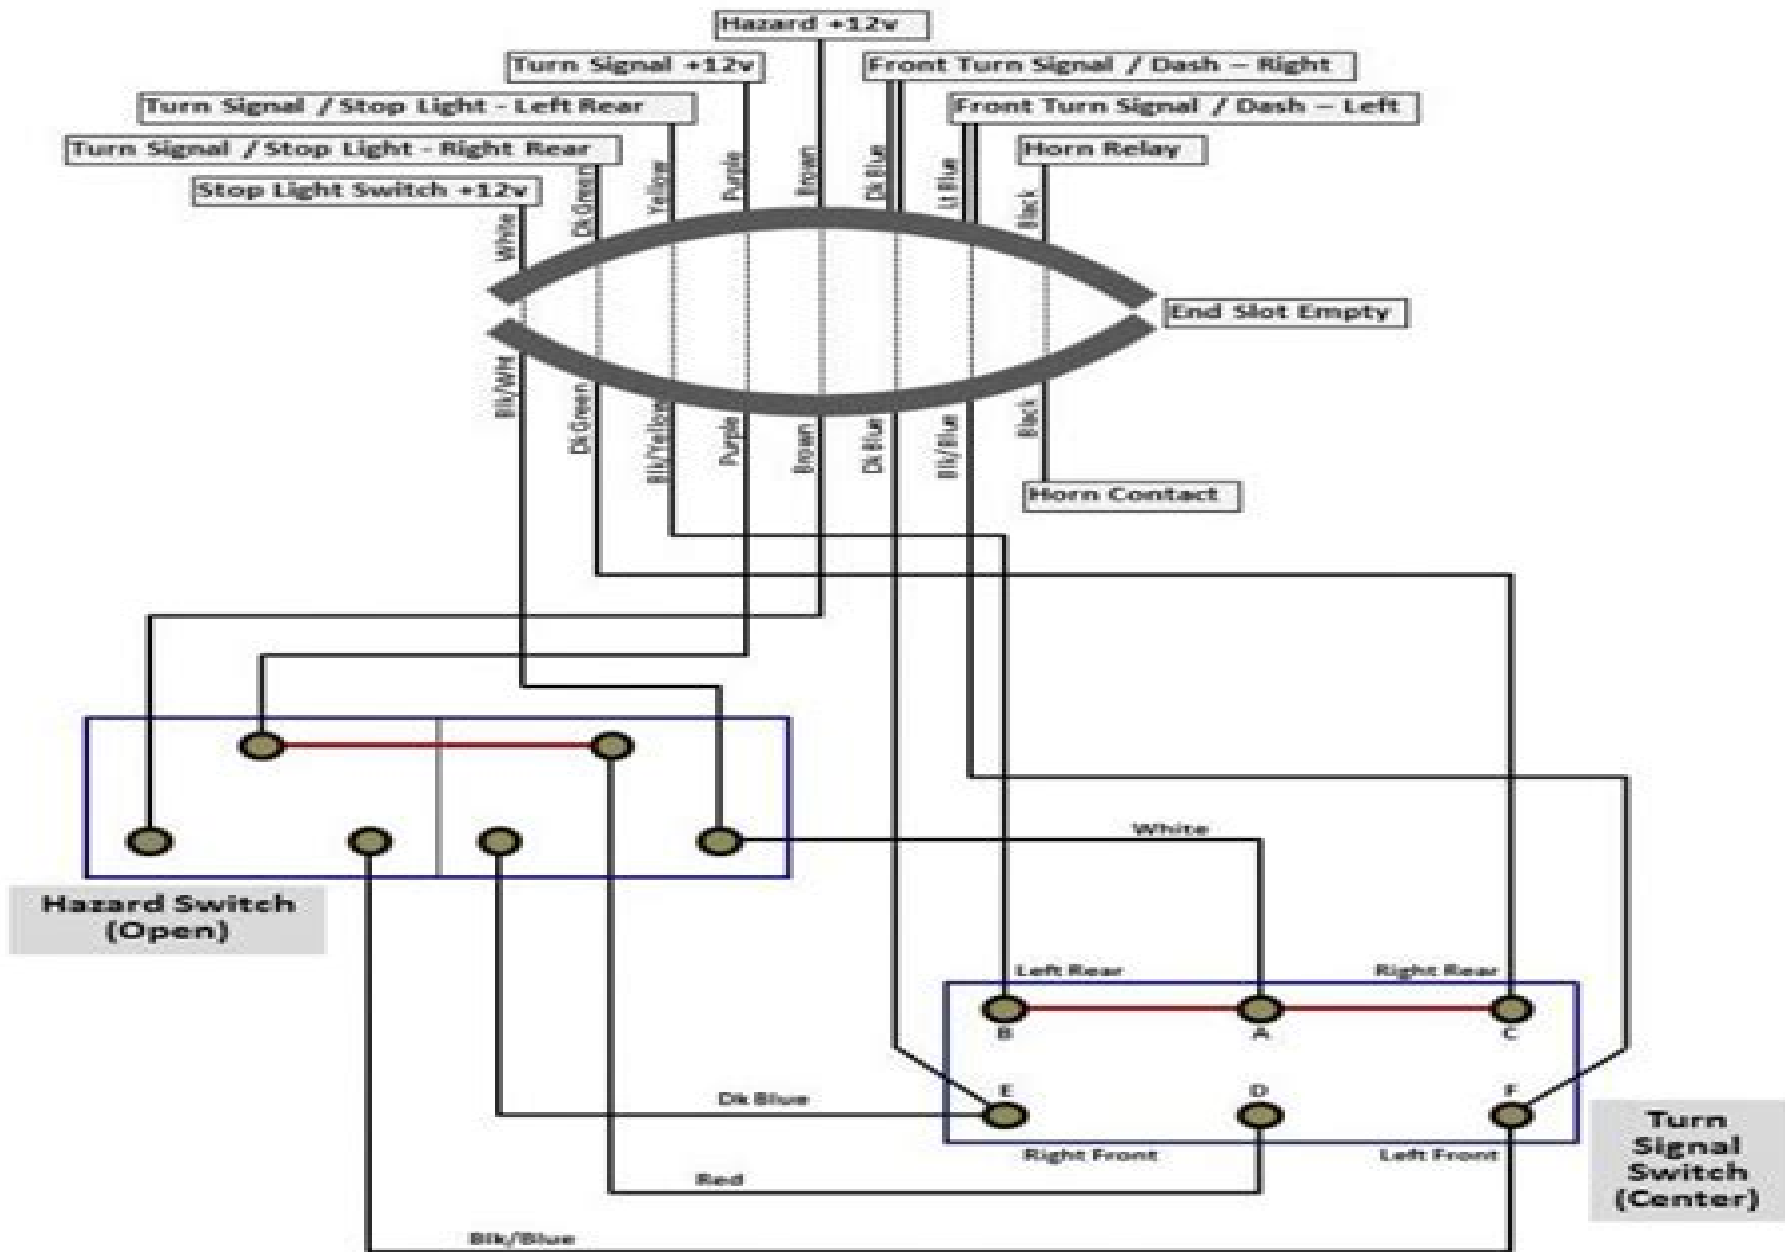 Hazard +12v
Turn Signal +12v
Front Turn Signal / Dash – Right
Turn Signal / Stop Light - Left Rear
Front Turn Signal / Dash – Left
Turn Signal / Stop Light - Right Rear
Horn Relay
Stop Light Switch +12v
White
Dk Green
Yellow
Purple
Brown
Dk Blue
Lt Blue
Black
End Slot Empty
Blk/WH
Dk Green
Blk/Yellow
Purple
Brown
Dk Blue
Blk/Blue
Black
Horn Contact
White
Hazard Switch
(Open)
Left Rear
Right Rear
B
A
C
E
D
F
Dk Blue
Right Front
Left Front
Turn
Signal
Switch
(Center)
Red
Blk/Blue